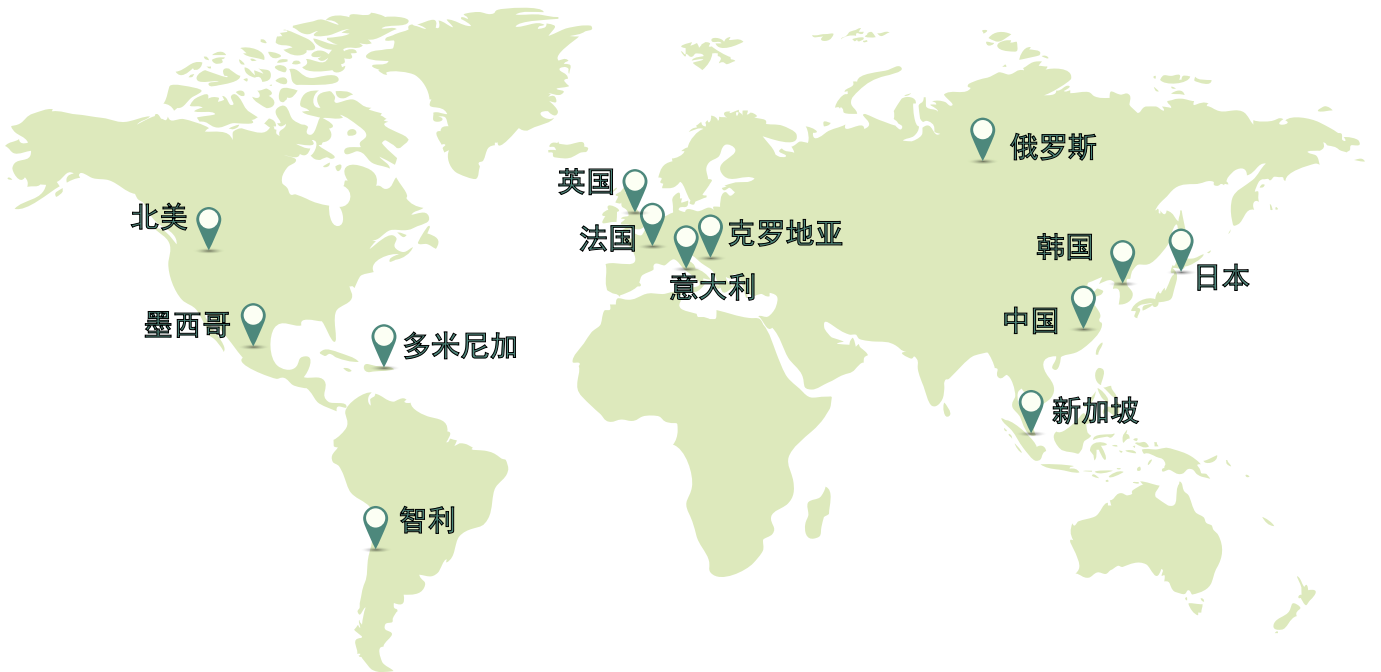 俄罗斯
英国
北美
克罗地亚
法国
韩国
日本
意大利
中国
墨西哥
多米尼加
新加坡
智利